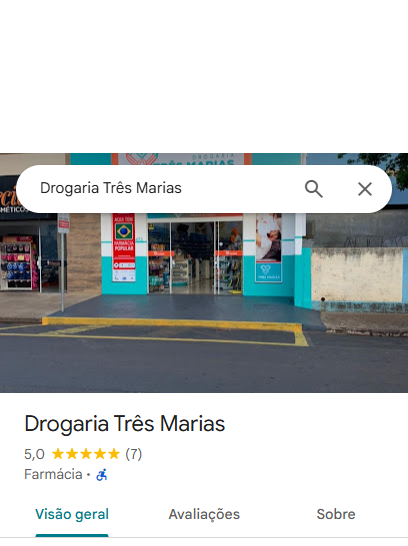 DROGARIA
TRÊS MARIAS
Drogaria Três Marias
AQUI TEM
FARMÁCIA
POPULAR
Drogaria Três Marias
5,0 (7)
Farmácia ·
Visão geral
Avaliações
Sobre